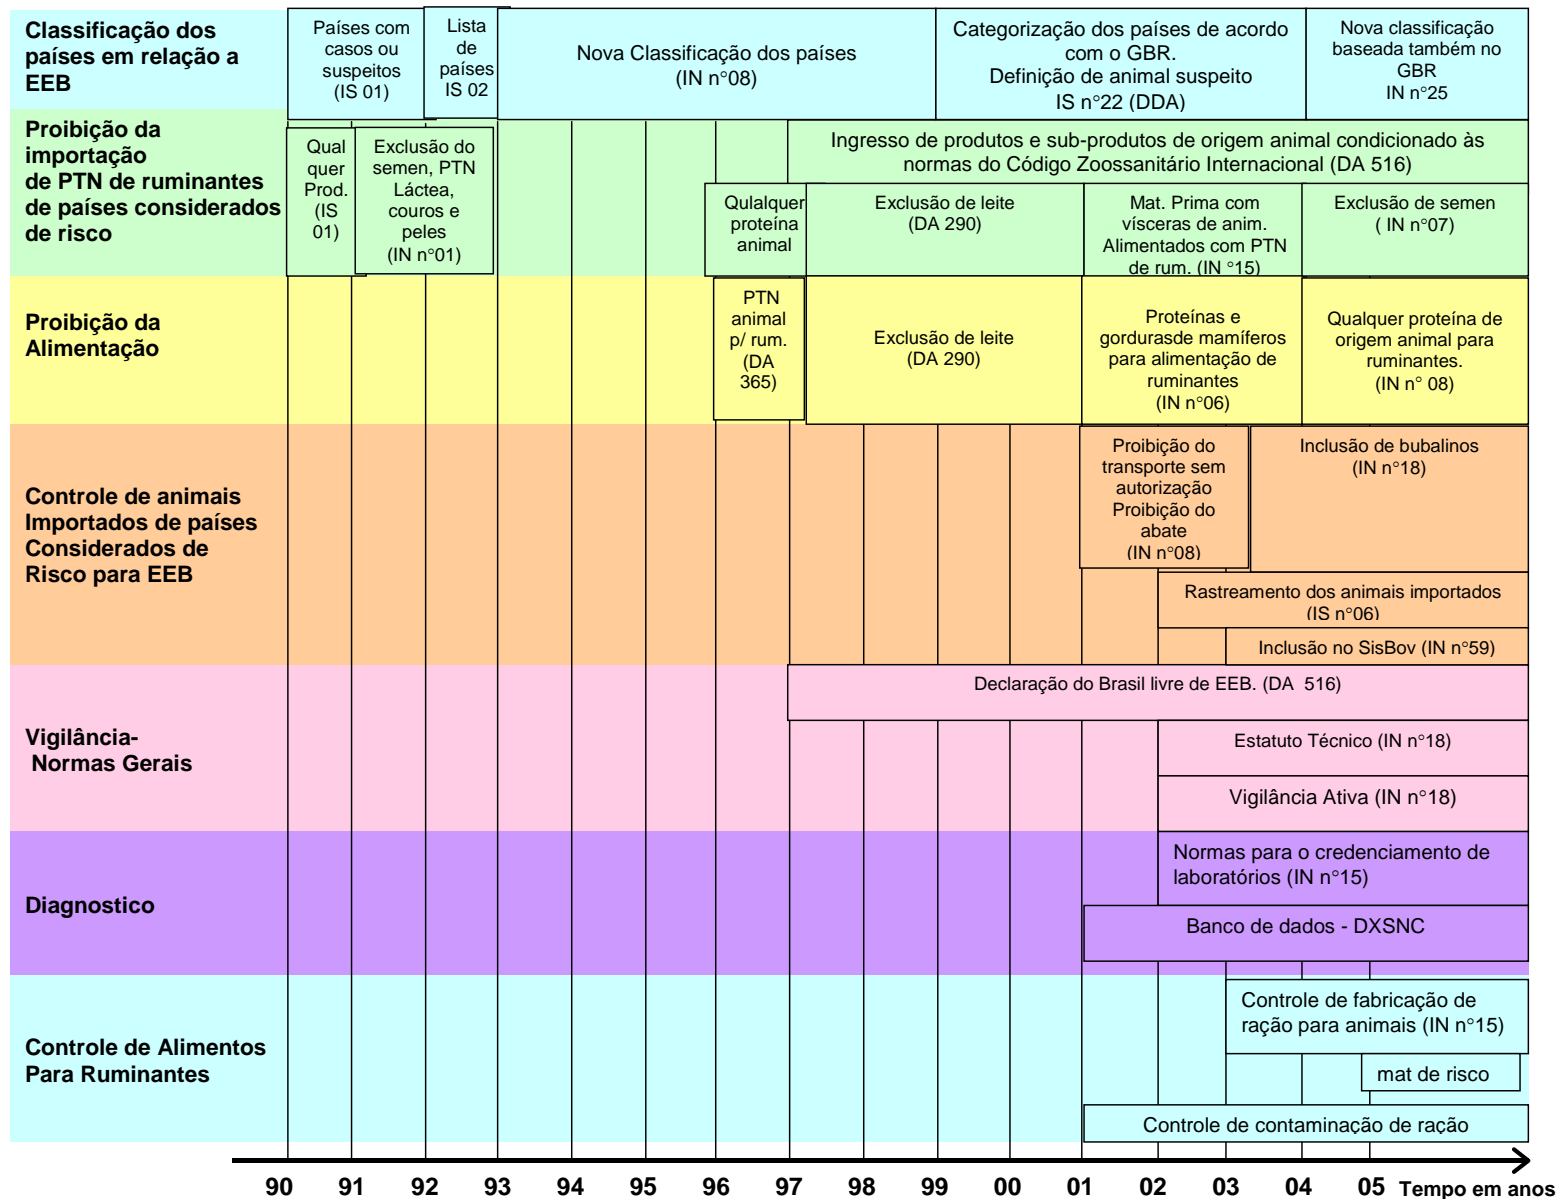 Classificação dos
países em relação a
EEB
Países com
casos ou
suspeitos
(IS 01)
Lista
de
países
IS 02
Nova Classificação dos países
(IN n°08)
Categorização dos países de acordo
com o GBR.
Definição de animal suspeito
IS n°22 (DDA)
Nova classificação
baseada também no
GBR
IN n°25
Proibição da
importação
de PTN de ruminantes
de países considerados
de risco
Qual
quer
Prod.
(IS
01)
Exclusão do
semen, PTN
Láctea,
couros e
peles
(IN n°01)
Ingresso de produtos e sub-produtos de origem animal condicionado às
normas do Código Zoossanitário Internacional (DA 516)
Qulalquer
proteína
animal
Exclusão de leite
(DA 290)
Mat. Prima com
vísceras de anim.
Alimentados com PTN
de rum. (IN °15)
Exclusão de semen
( IN n°07)
Proibição da
Alimentação
PTN
animal
p/ rum.
(DA
365)
Exclusão de leite
(DA 290)
Proteínas e
gordurasde mamíferos
para alimentação de
ruminantes
(IN n°06)
Qualquer proteína de
origem animal para
ruminantes.
(IN n° 08)
Controle de animais
Importados de países
Considerados de
Risco para EEB
Proibição do
transporte sem
autorização
Proibição do
abate
(IN n°08)
Inclusão de bubalinos
(IN n°18)
Rastreamento dos animais importados
(IS n°06)
Inclusão no SisBov (IN n°59)
Vigilância-
Normas Gerais
Declaração do Brasil livre de EEB. (DA 516)
Estatuto Técnico (IN n°18)
Vigilância Ativa (IN n°18)
Diagnostico
Normas para o credenciamento de
laboratórios (IN n°15)
Banco de dados - DXSNC
Controle de Alimentos
Para Ruminantes
Controle de fabricação de
ração para animais (IN n°15)
mat de risco
Controle de contaminação de ração
90 91 92 93 94 95 96 97 98 99 00 01 02 03 04 05 Tempo em anos